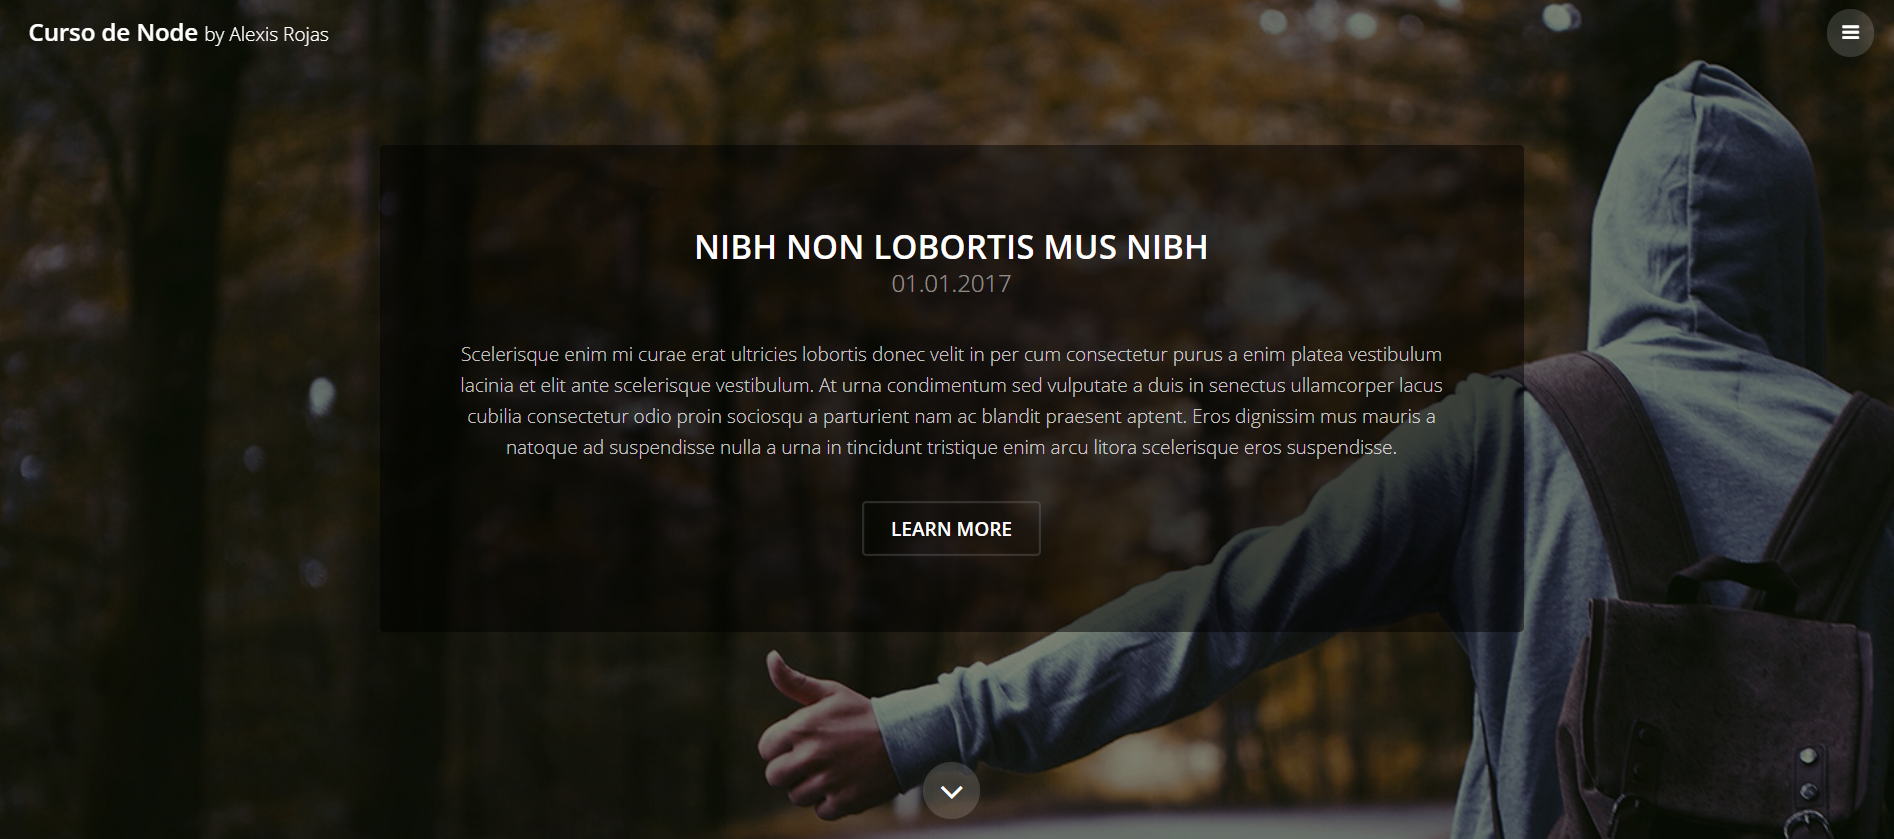 Curso de Node by Alexis Rojas
NIBH NON LOBORTIS MUS NIBH
01.01.2017
Scelerisque enim mi curae erat ultricies lobortis donec velit in per cum consectetur purus a enim platea vestibulum
lacinia et elit ante scelerisque vestibulum. At urna condimentum sed vulputate a duis in senectus ullamcorper lacus
cubilia consectetur odio proin sociosqu a parturient nam ac blandit praesent aptent. Eros dignissim mus mauris a
natoque ad suspendisse nulla a urna in tincidunt tristique enim arcu litora scelerisque eros suspendisse.
LEARN MORE